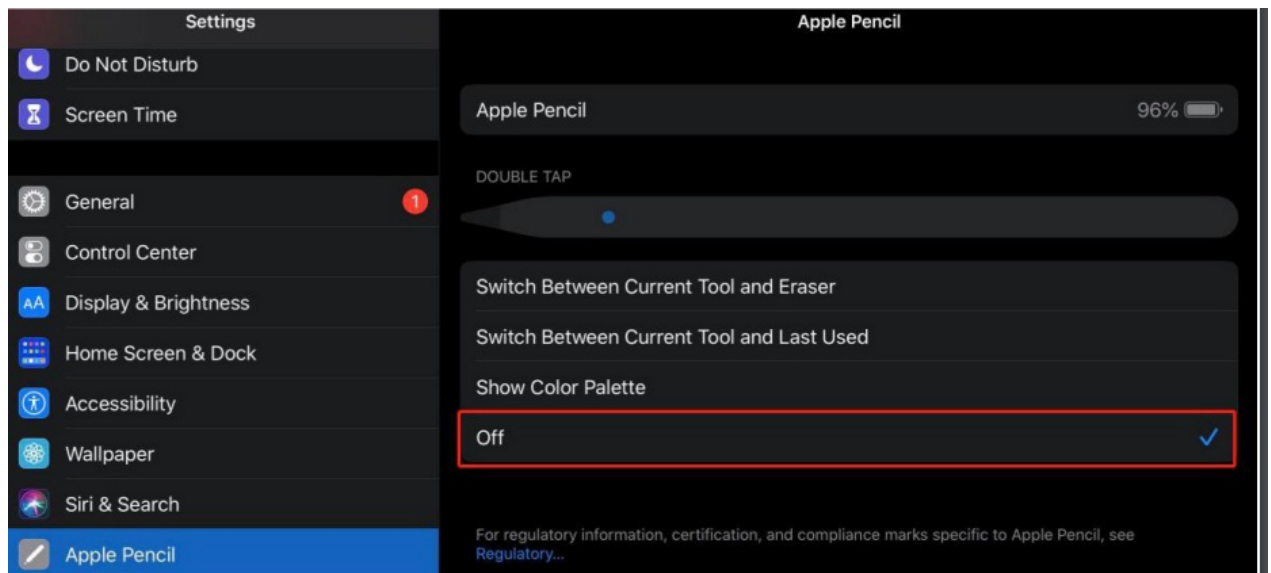 Settings
Do Not Disturb
Screen Time
General
1
Control Center
AA
Display & Brightness
Home Screen & Dock
Accessibility
Wallpaper
Siri & Search
Apple Pencil
Apple Pencil
Apple Pencil
96%
DOUBLE TAP
Switch Between Current Tool and Eraser
Switch Between Current Tool and Last Used
Show Color Palette
Off
For regulatory information, certification, and compliance marks specific to Apple Pencil, see
Regulatory...